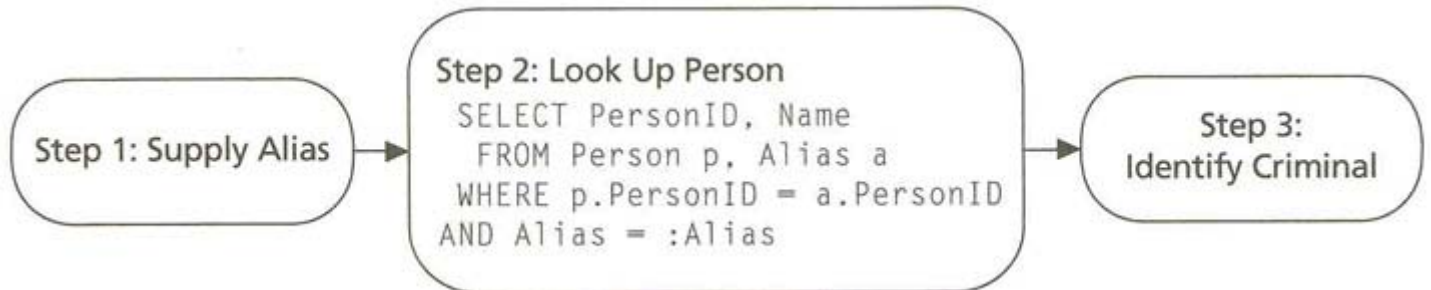 Step 1: Supply Alias
Step 2: Look Up Person
SELECT PersonID, Name
FROM Person p, Alias a
WHERE p.PersonID = a.PersonID
AND Alias = :Alias
Step 3:
Identify Criminal